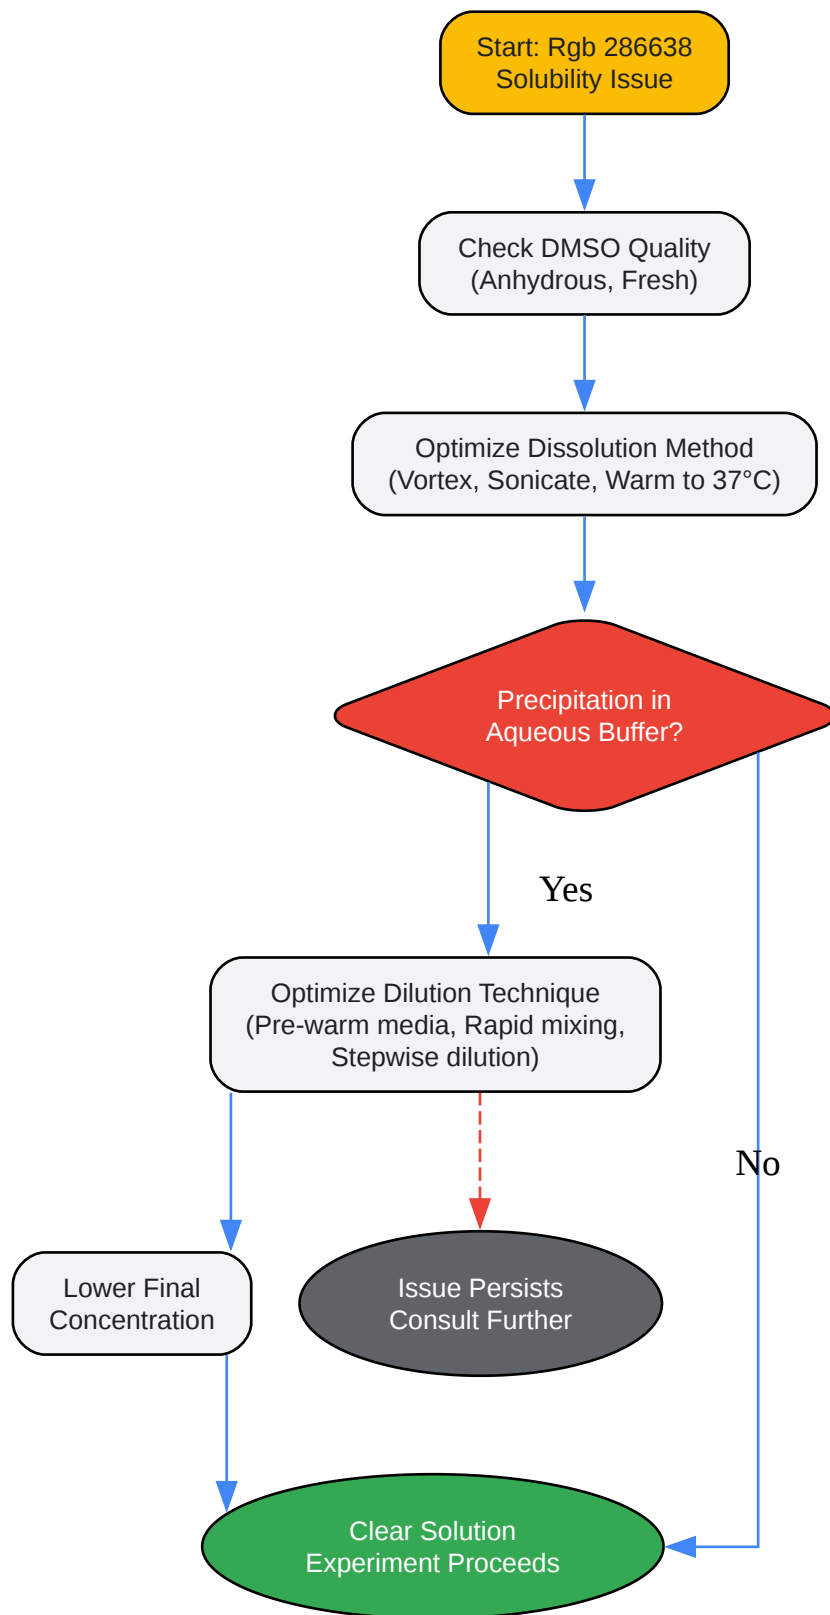 Start: Rgb 286638
Solubility Issue
Check DMSO Quality
(Anhydrous, Fresh)
Optimize Dissolution Method
(Vortex, Sonicate, Warm to 37°C)
Precipitation in
Aqueous Buffer?
Yes
Optimize Dilution Technique
(Pre-warm media, Rapid mixing,
Stepwise dilution)
No
Lower Final
Concentration
Issue Persists
Consult Further
Clear Solution
Experiment Proceeds